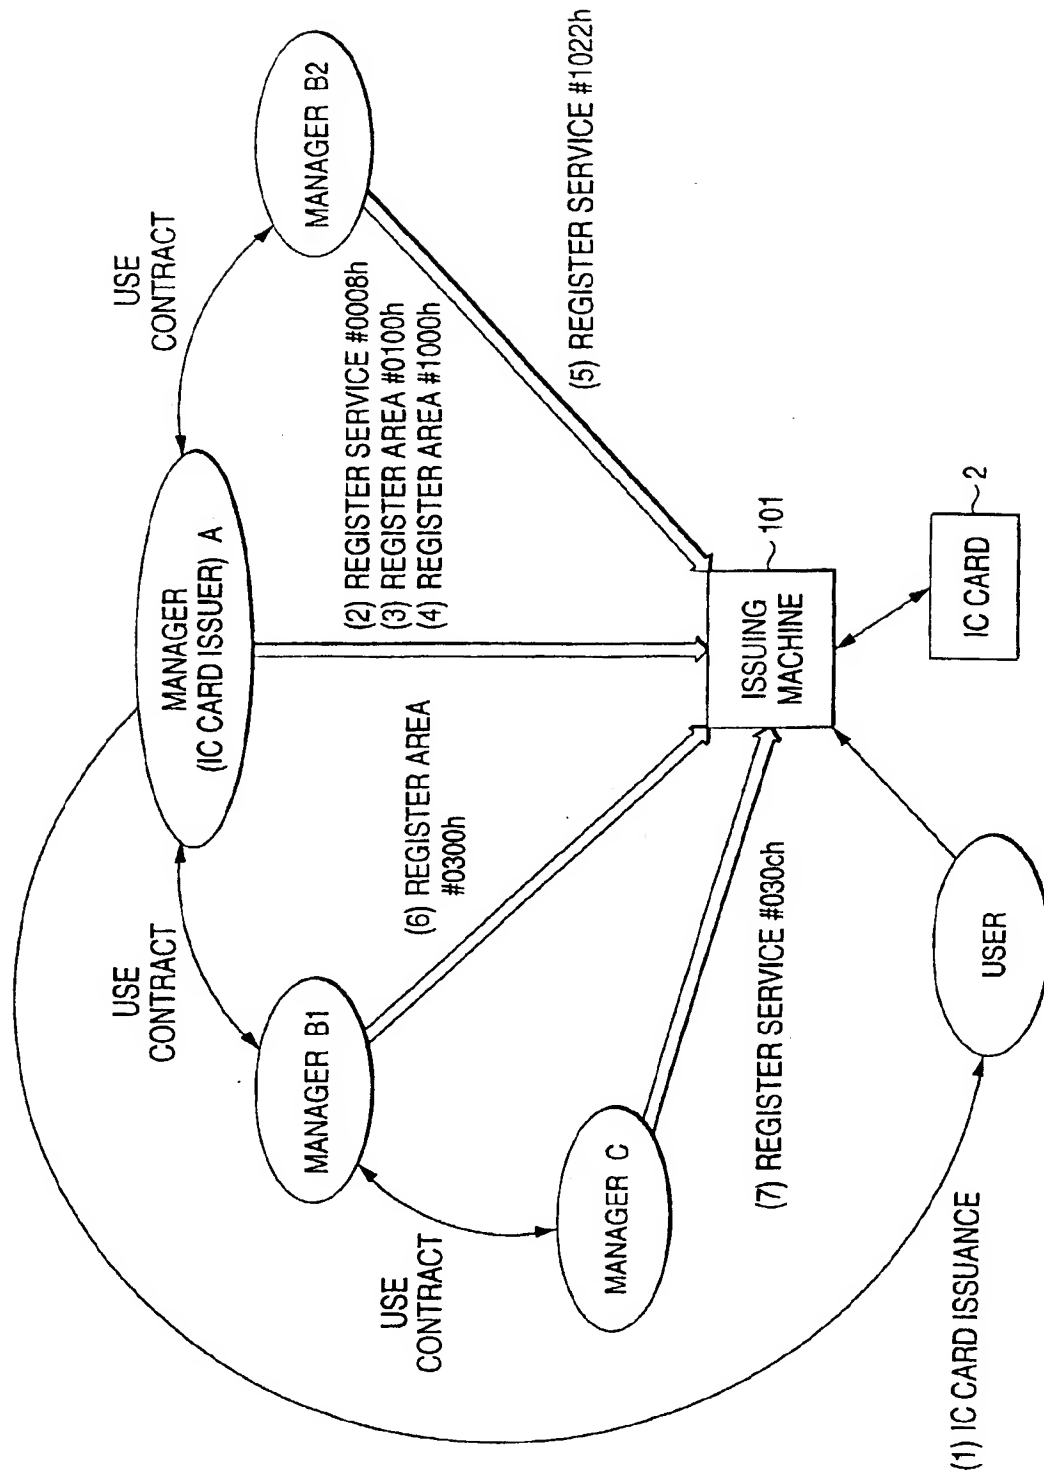 USE
CONTRACT
MANAGER B2
MANAGER
(IC CARD ISSUER) A
USE
CONTRACT
MANAGER B1
(2) REGISTER SERVICE #0008h
(3) REGISTER AREA #0100h
(4) REGISTER AREA #1000h
(5) REGISTER SERVICE #1022h
(6) REGISTER AREA
#0300h
USE
CONTRACT
MANAGER C
(7) REGISTER SERVICE #030ch
ISSUING
MACHINE
101
IC CARD
2
USER
(1) IC CARD ISSUANCE